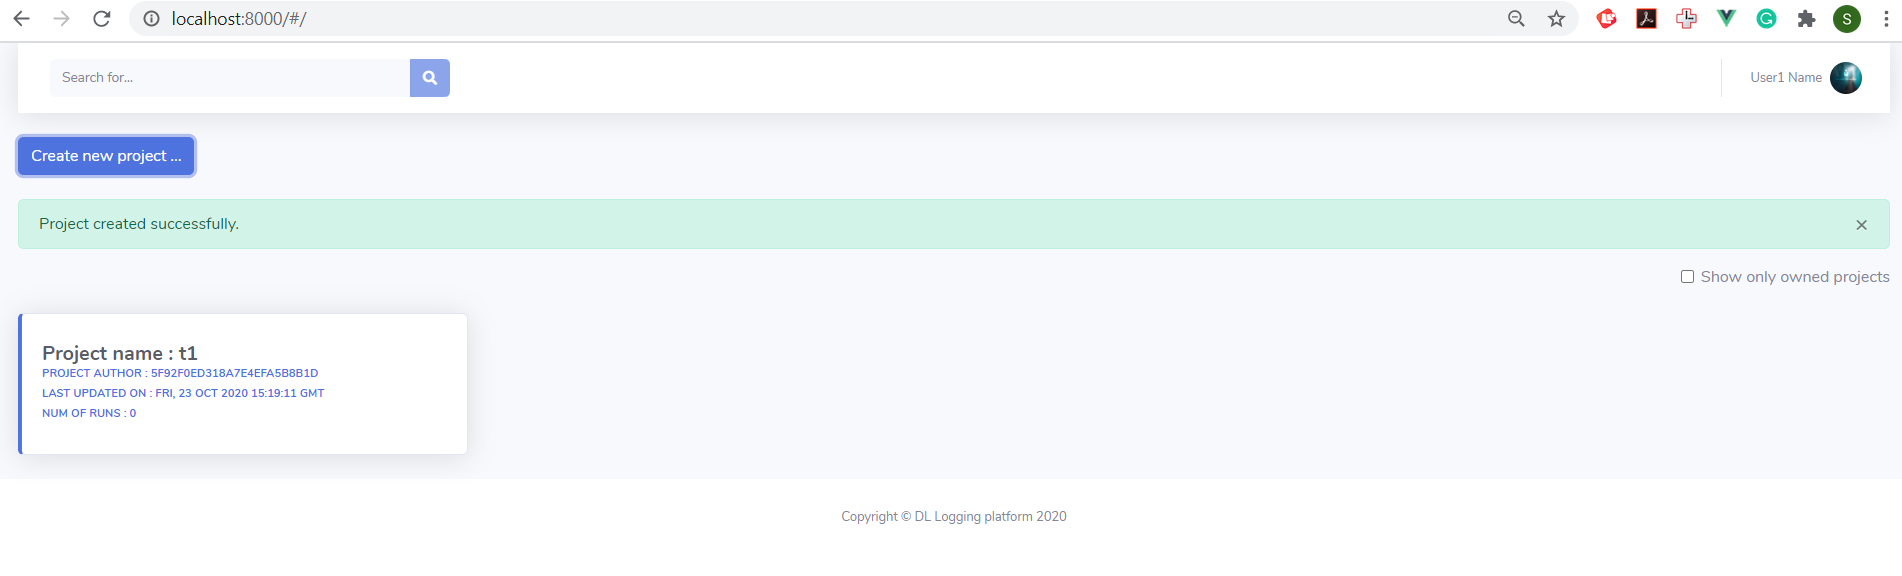 localhost:8000/#/
S
Search for...
User1 Name
Create new project ...
Project created successfully.
×
Show only owned projects
Project name : t1
PROJECT AUTHOR : 5F92F0ED318A7E4EFA5B8B1D
LAST UPDATED ON : FRI, 23 OCT 2020 15:19:11 GMT
NUM OF RUNS : 0
Copyright © DL Logging platform 2020